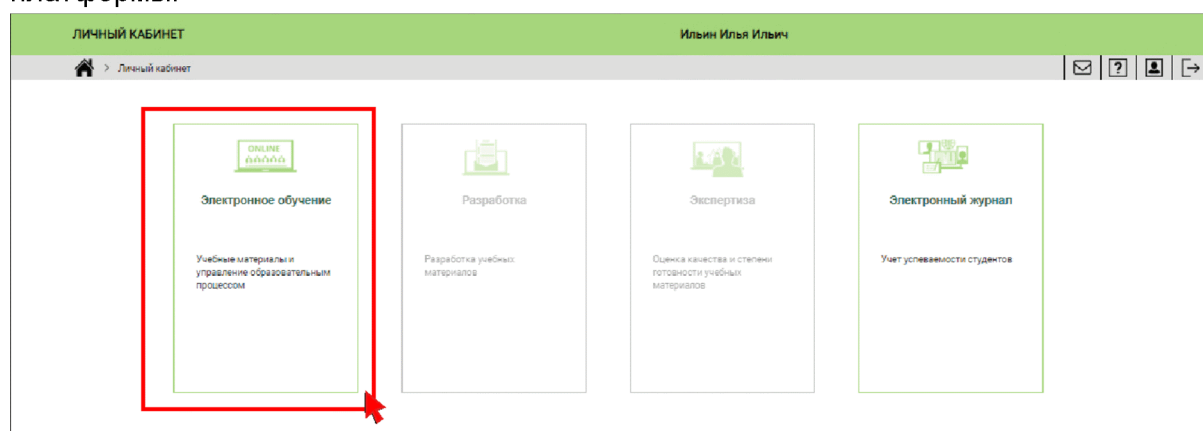 платформы.
ЛИЧНЫЙ КАБИНЕТ
Ильин Илья Ильич
> Личный кабинет
ONLINE
Электронное обучение
Учебные материалы и
управление образовательным
процессом
Разработка
Разработка учебных
материалов
Экспертиза
Оценка качества и степени
готовности учебных
материалов
Электронный журнал
Учет успеваемости студентов